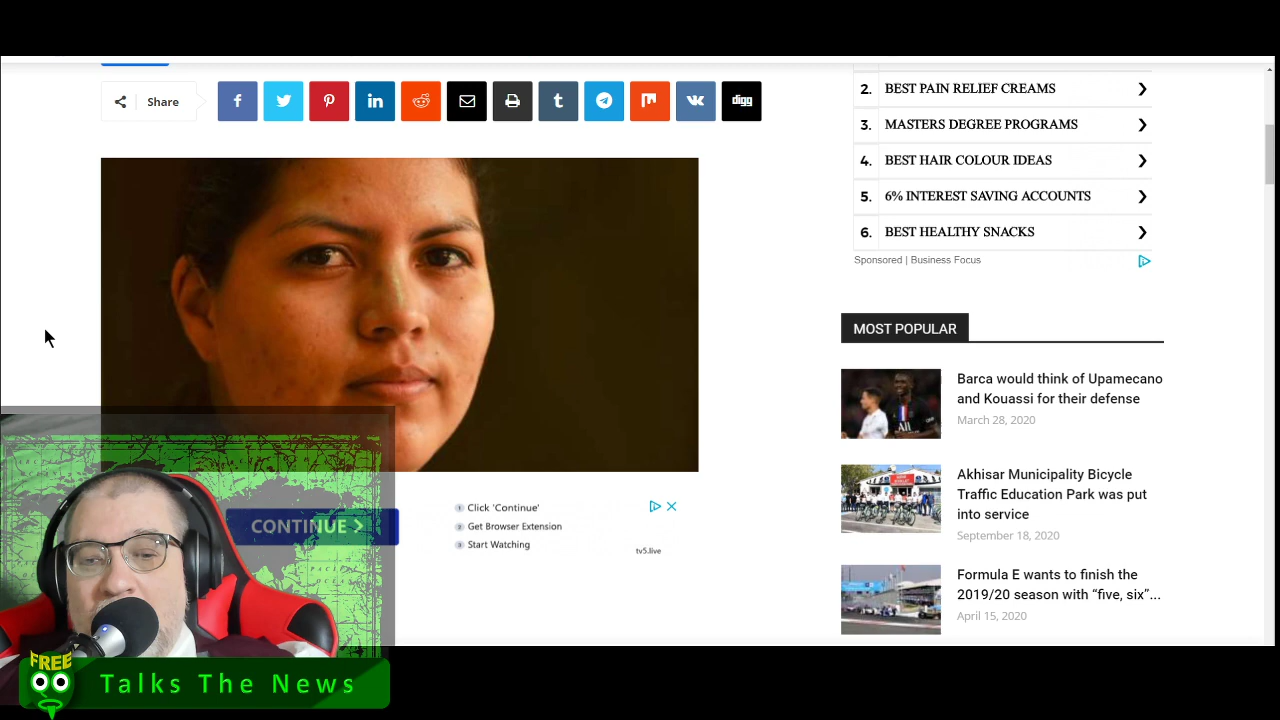 Share
digg
2. BEST PAIN RELIEF CREAMS
3. MASTERS DEGREE PROGRAMS
4. BEST HAIR COLOUR IDEAS
5. 6% INTEREST SAVING ACCOUNTS
6. BEST HEALTHY SNACKS
Sponsored | Business Focus
MOST POPULAR
Barca would think of Upamecano
and Kouassi for their defense
March 28, 2020
Akhisar Municipality Bicycle
Traffic Education Park was put
into service
September 18, 2020
Formula E wants to finish the
2019/20 season with “five, six”...
April 15, 2020
CONTINUE
1 Click 'Continue'
2 Get Browser Extension
3 Start Watching
tv5.live
FREE
Talks The News